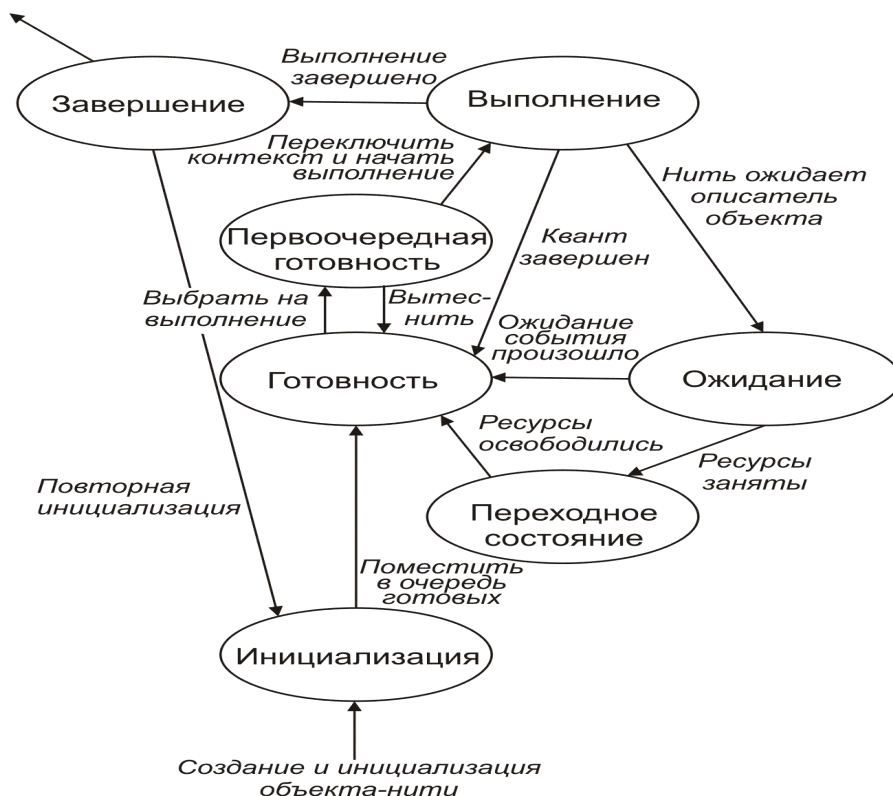 Выполнение
завершено
Завершение
Выполнение
Переключить
контекст и начать
выполнение
Нить ожидает
описатель
объекта
Первоочередная
готовность
Квант
завершен
Выбрать на
выполнение
Вытес-
нить
Ожидание
события
произошло
Готовность
Ожидание
Ресурсы
освободились
Ресурсы
заняты
Повторная
инициализация
Переходное
состояние
Поместить
в очередь
готовых
Инициализация
Создание и инициализация
объекта-нити